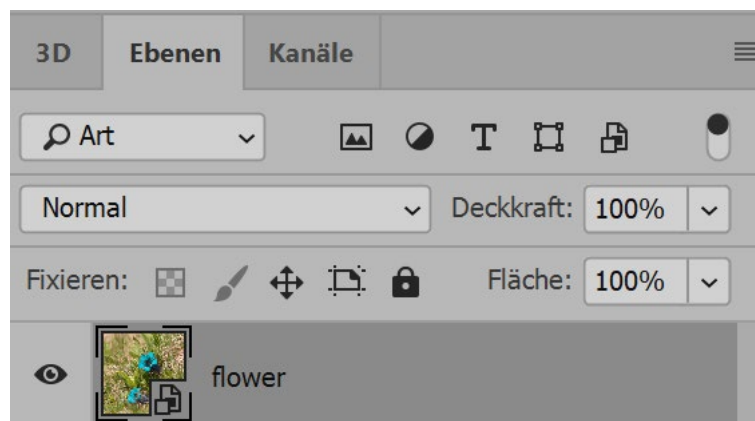 3D Ebenen Kanäle
Art
Normal Deckkraft: 100%
Fixieren: Fläche: 100%
flower